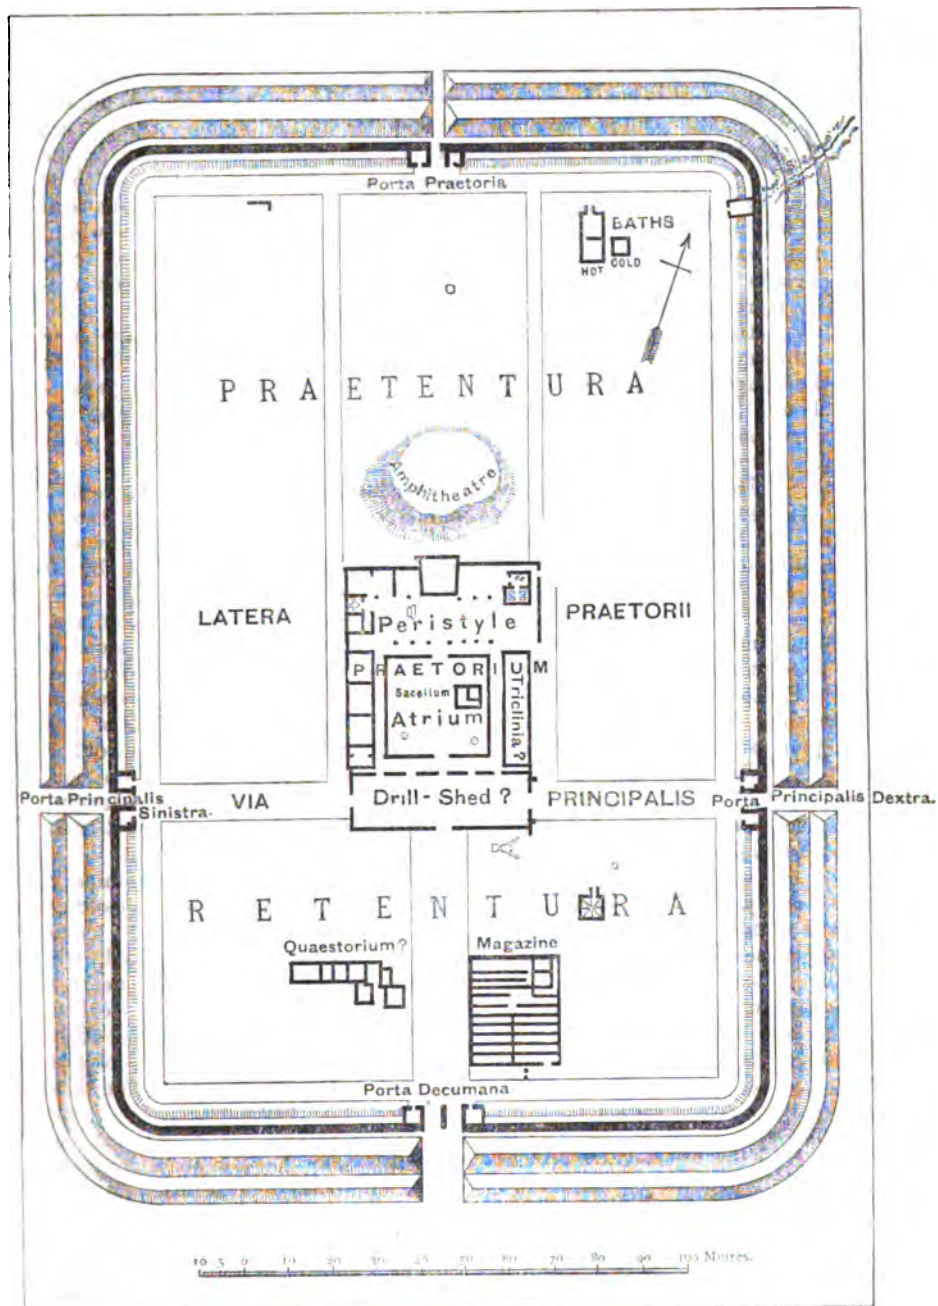 Porta Praetoria
BATHS
HOT COLD
PRAETENTURA
Amphitheatre
LATERA
PRAETORII
Peristyle
PRAETORIUM
Sacellum
Atrium
Triclinia?
Porta Principalis
Sinistra.
VIA
Drill-Shed?
PRINCIPALIS
Porta Principalis Dextra.
RETENTURA
Quaestorium?
Magazine
Porta Decumana
10 5 0 10 20 30 40 50 60 70 80 90 100 Mètres.